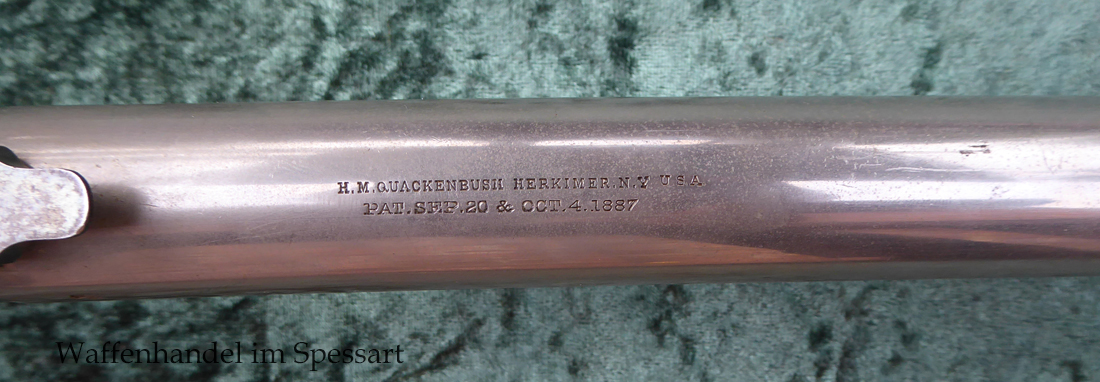 H.M.QUACKENBUSH HERKIMER.N.Y USA
PAT.SEP.20 & OCT.4.1887
Waffenhandel im Spessart